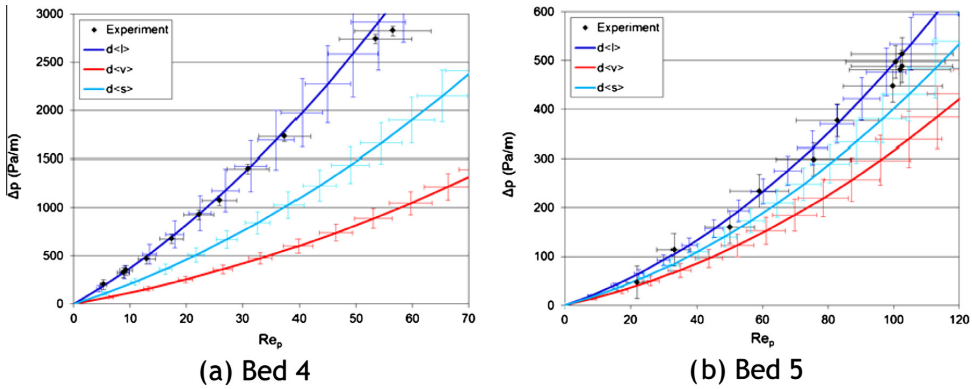 3000
2500
2000
1500
1000
500
0
Δp (Pa/m)
Experiment
d<l>
d<v>
d<s>
0 10 20 30 40 50 60 70
Re_p
(a) Bed 4
600
500
400
300
200
100
0
Δp (Pa/m)
Experiment
d<l>
d<v>
d<s>
0 20 40 60 80 100 120
Re_p
(b) Bed 5